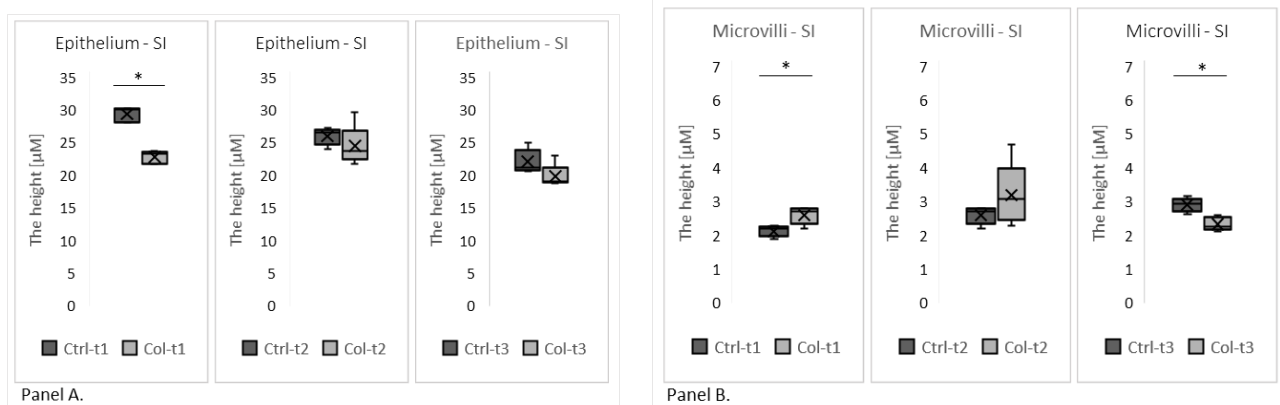 Epithelium - SI
*
35
30
25
20
15
10
5
0
The height [µM]
Ctrl-t1 Col-t1
Epithelium - SI
35
30
25
20
15
10
5
0
Ctrl-t2 Col-t2
Epithelium - SI
35
30
25
20
15
10
5
0
The height [µM]
Ctrl-t3 Col-t3
Panel A.
Microvilli - SI
*
7
6
5
4
3
2
1
0
The height [µM]
Ctrl-t1 Col-t1
Microvilli - SI
7
6
5
4
3
2
1
0
The height [µM]
Ctrl-t2 Col-t2
Microvilli - SI
*
7
6
5
4
3
2
1
0
The height [µM]
Ctrl-t3 Col-t3
Panel B.